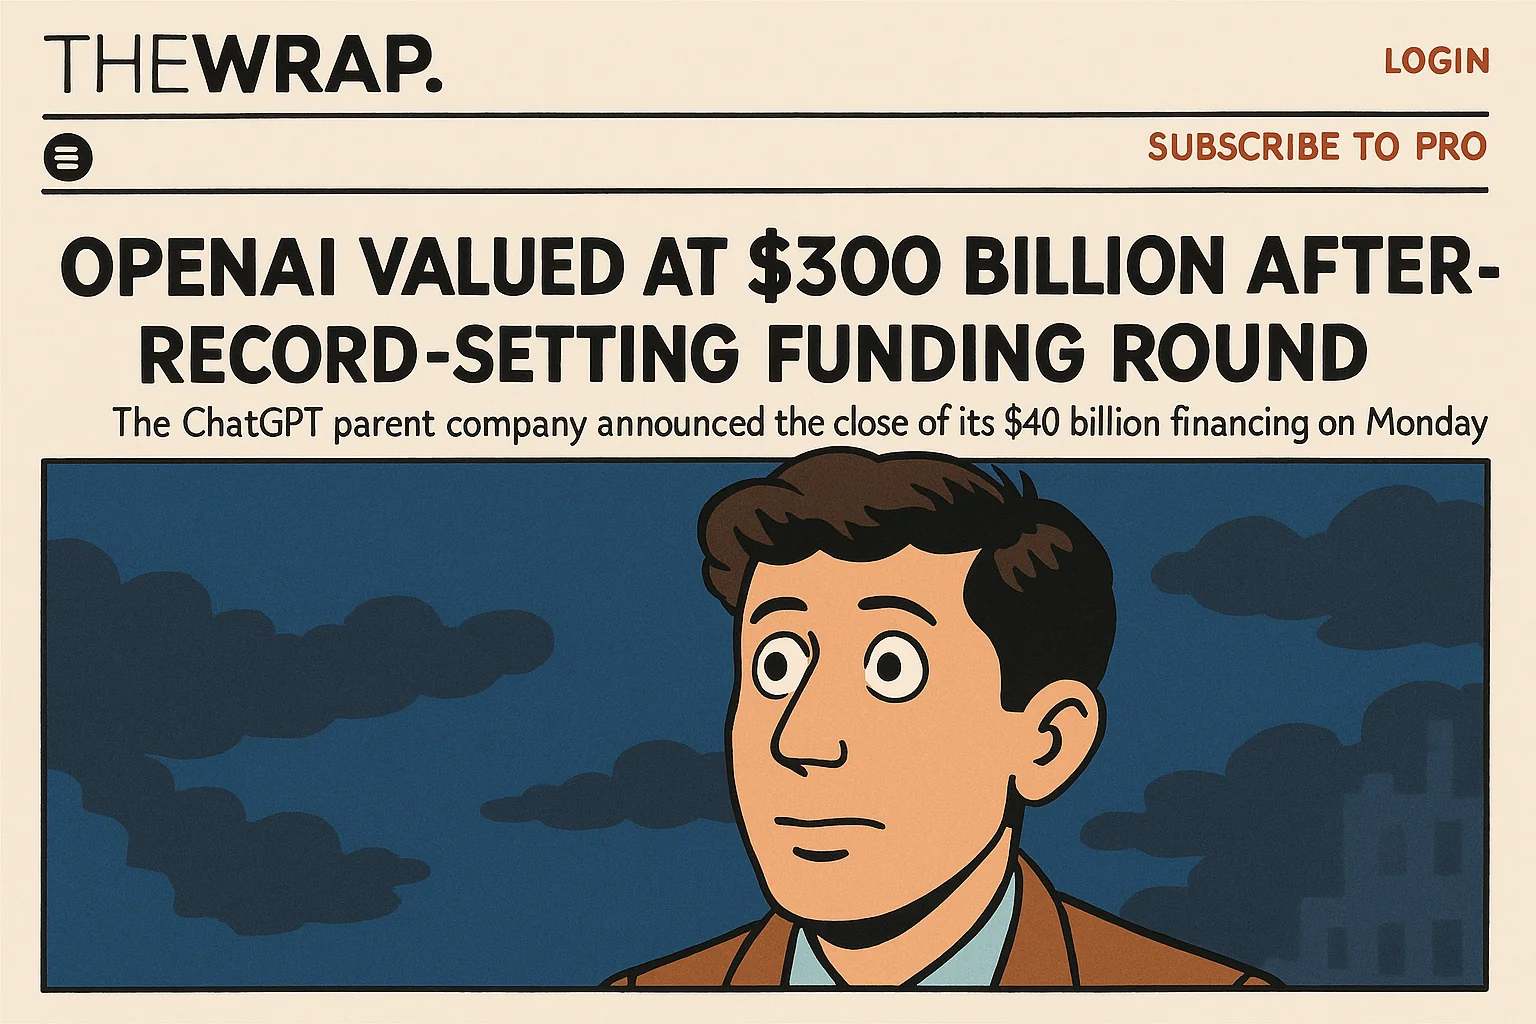 THEWRAP.
LOGIN
SUBSCRIBE TO PRO
OPENAI VALUED AT $300 BILLION AFTER-
RECORD-SETTING FUNDING ROUND
The ChatGPT parent company announced the close of its $40 billion financing on Monday